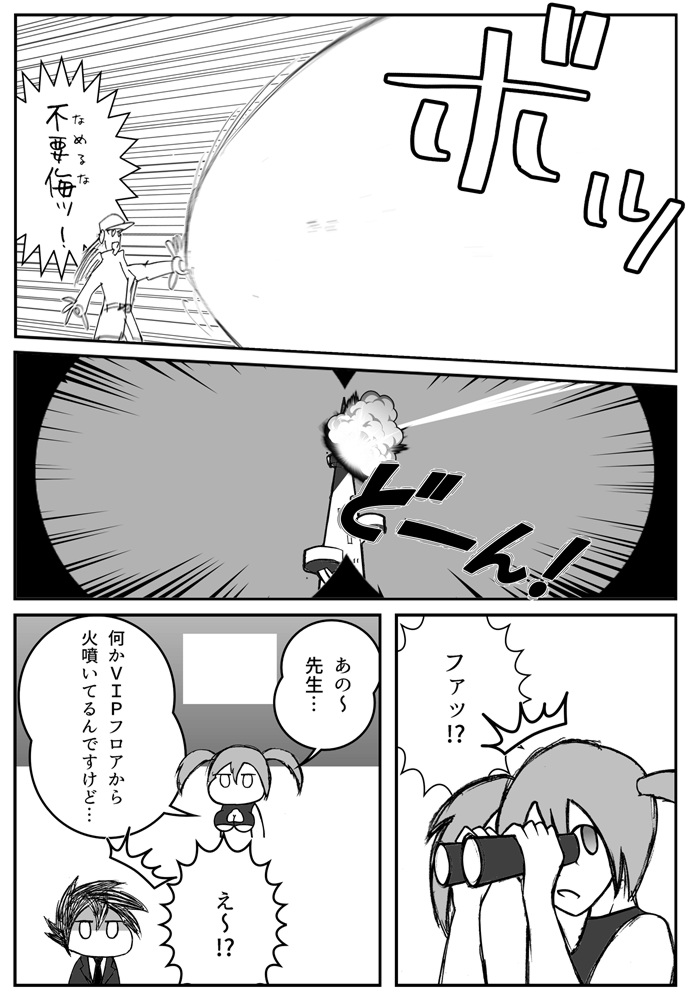 ボッ
不要侮ッ!
なめるな
どーん!
ファッ!?
あの〜
先生…
何かVIPフロアから
火噴いてるんですけど…
え〜!?